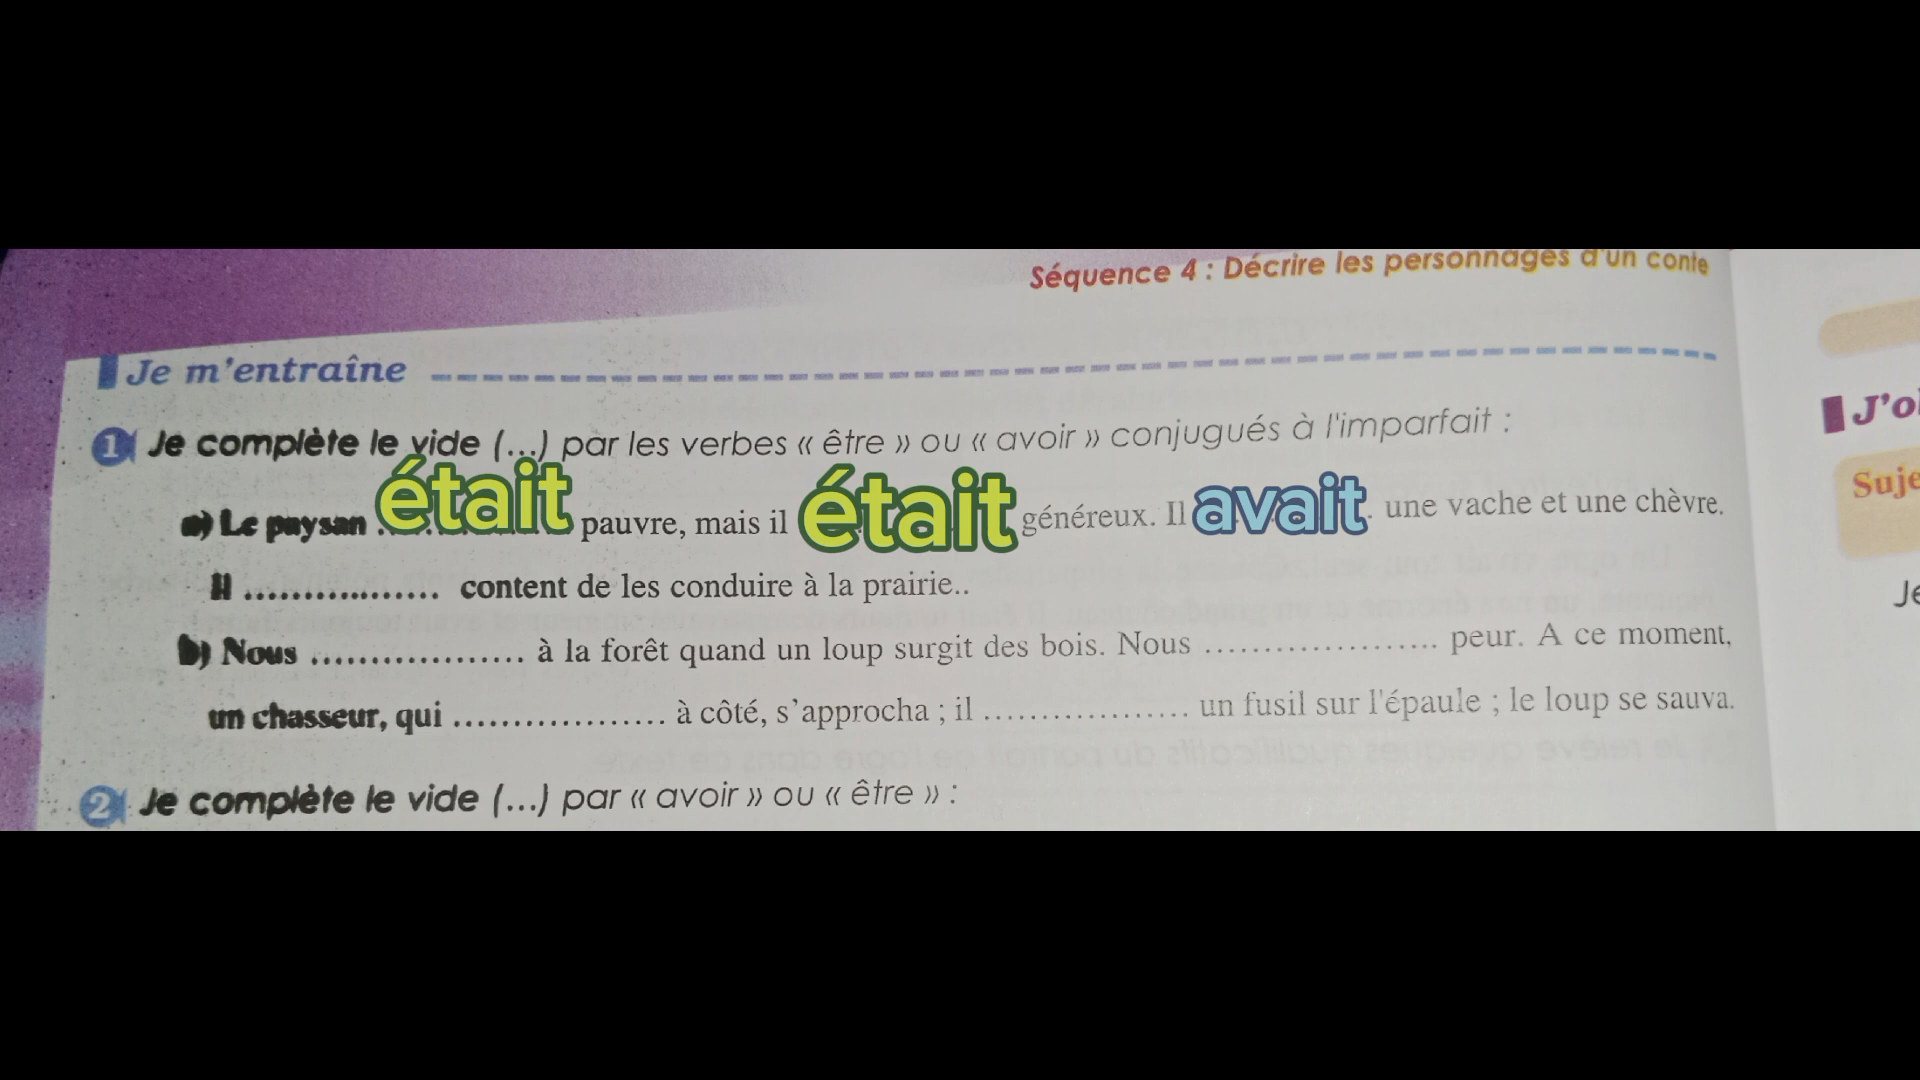 Séquence 4 : Décrire les personnages d'un conte
Je m'entraîne
1 Je complète le vide (...) par les verbes « être » ou « avoir » conjugués à l'imparfait :
a) Le paysan était pauvre, mais il était généreux. Il avait une vache et une chèvre.
Il .................. content de les conduire à la prairie..
b) Nous .................. à la forêt quand un loup surgit des bois. Nous .................... peur. A ce moment,
un chasseur, qui .................. à côté, s'approcha ; il .................. un fusil sur l'épaule ; le loup se sauva.
2 Je complète le vide (...) par « avoir » ou « être » :
J'o
Suje
Je